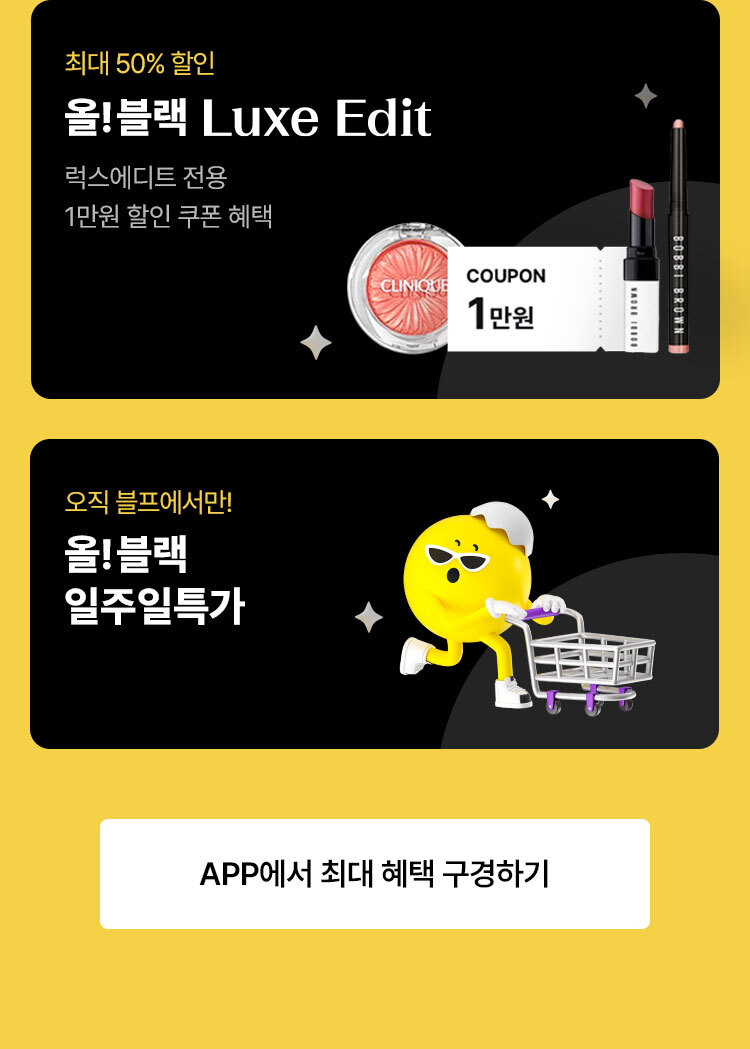 최대 50% 할인
올!블랙 Luxe Edit
럭스에디트 전용
1만원 할인 쿠폰 혜택
CLINIQUE
COUPON
1만원
BOBBI BROWN
BOBBI BROWN
오직 블프에서만!
올!블랙
일주일특가
APP에서 최대 혜택 구경하기